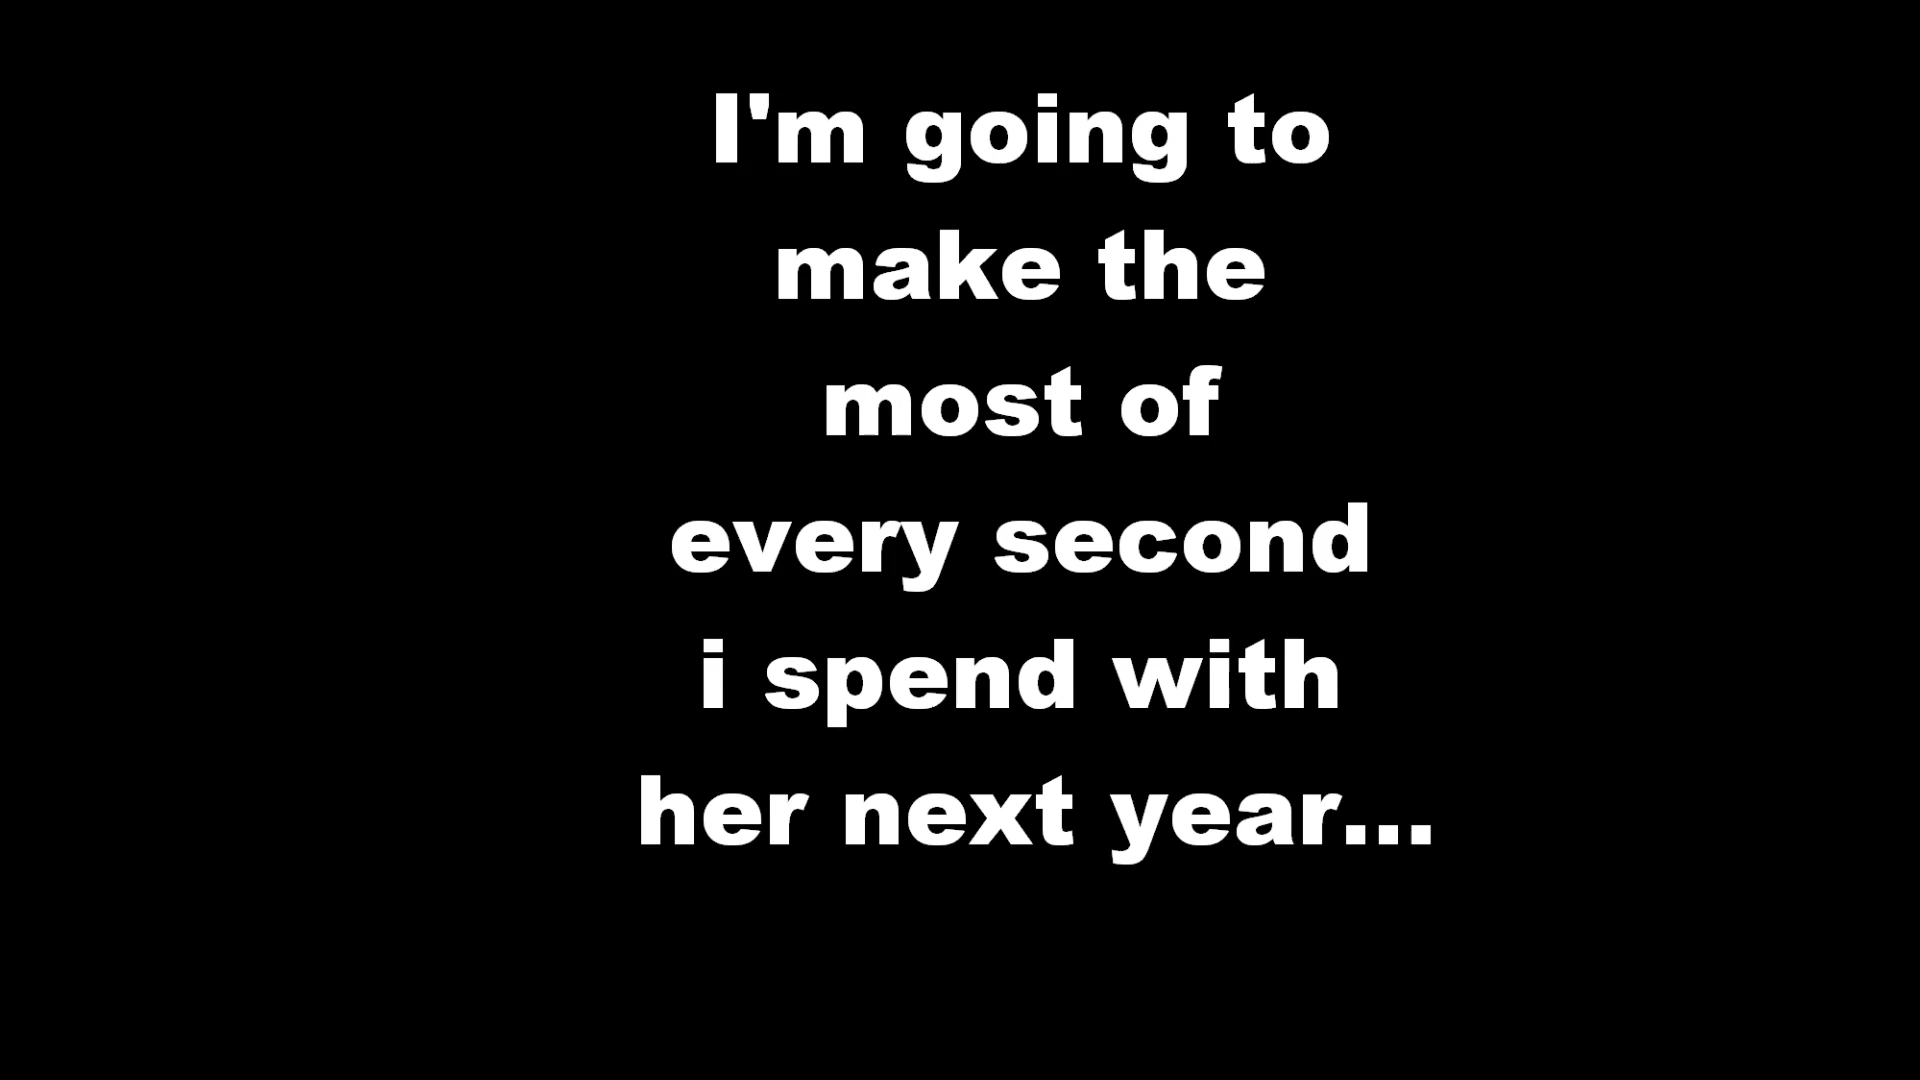 I'm going to
make the
most of
every second
i spend with
her next year...